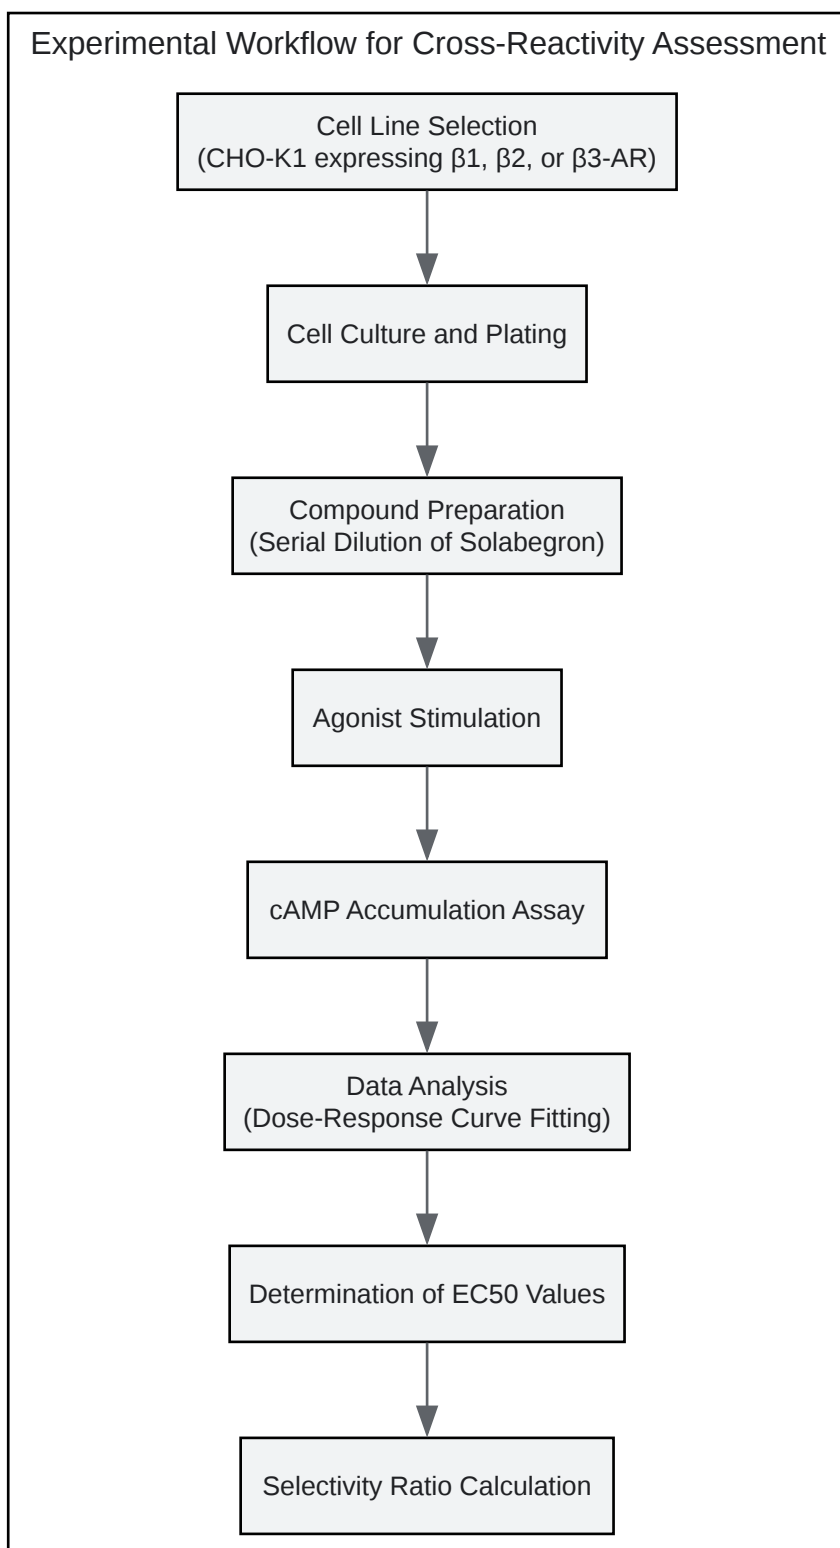 Experimental Workflow for Cross-Reactivity Assessment
Cell Line Selection
(CHO-K1 expressing β1, β2, or β3-AR)
Cell Culture and Plating
Compound Preparation
(Serial Dilution of Solabegron)
Agonist Stimulation
cAMP Accumulation Assay
Data Analysis
(Dose-Response Curve Fitting)
Determination of EC50 Values
Selectivity Ratio Calculation